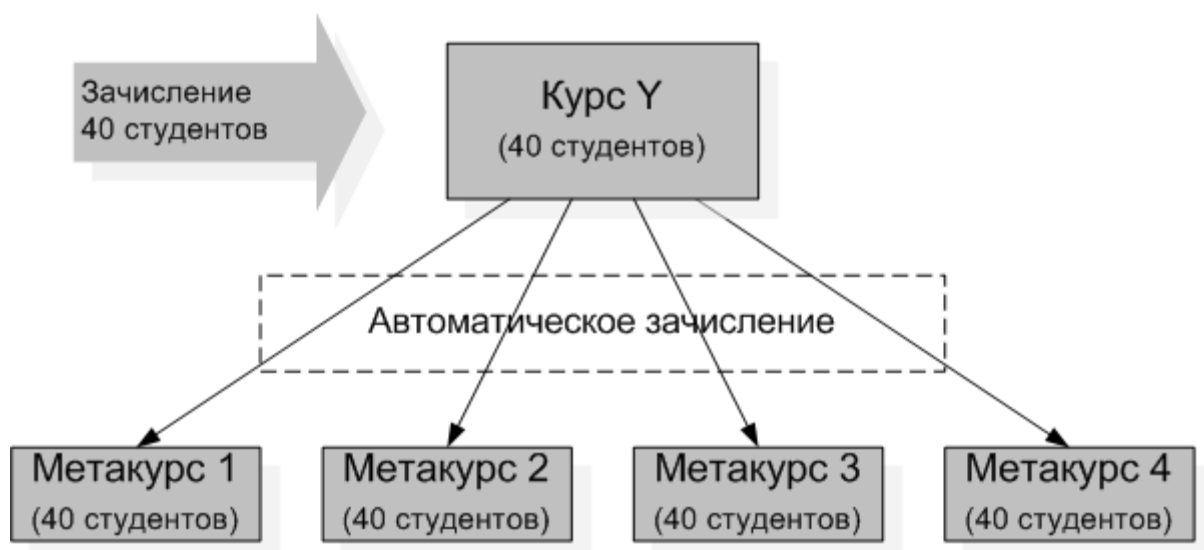 Зачисление
40 студентов
Курс Y
(40 студентов)
Автоматическое зачисление
Метакурс 1
(40 студентов)
Метакурс 2
(40 студентов)
Метакурс 3
(40 студентов)
Метакурс 4
(40 студентов)